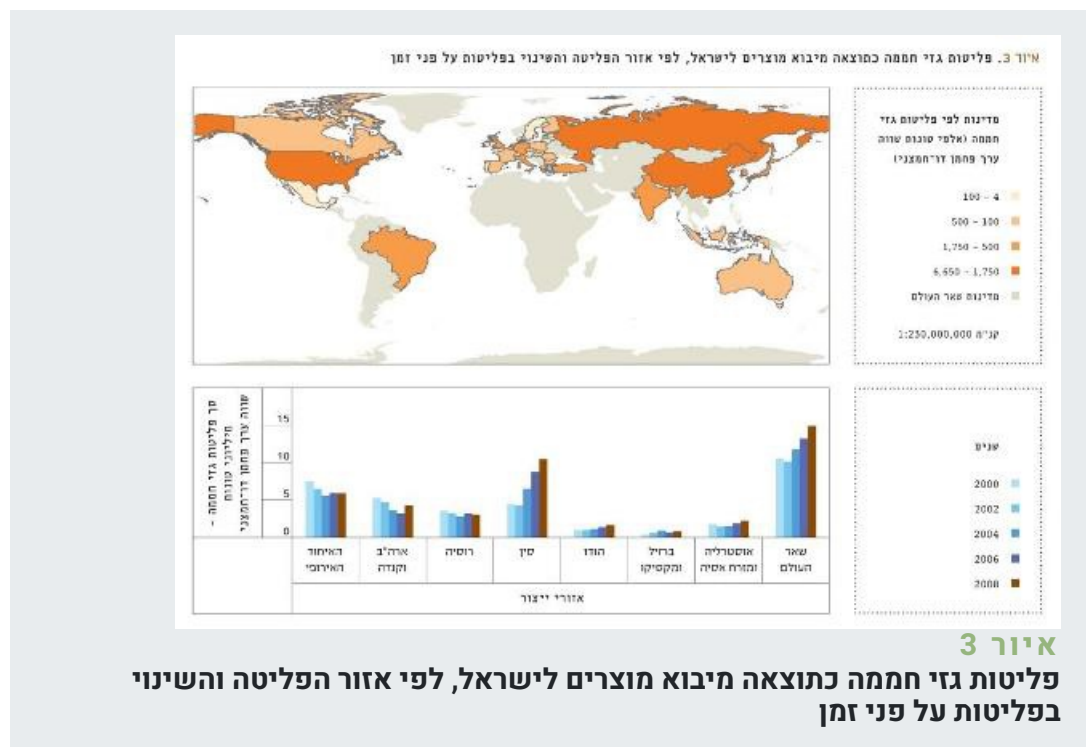 איור 3. פליטות גזי חממה כתוצאה מיבוא מוצרים לישראל, לפי אזור הפליטה והשינוי בפליטות על פני זמן
מדינות לפי פליטות גזי
חממה (אלפי טונות שווה
ערך פחמן דו־חמצני)
100 - 4
500 - 100
1,750 - 500
6,650 - 1,750
מדינות שאר העולם
קנ"מ 1:230,000,000
סך פליטות גזי חממה -
מיליוני טונות
שווה ערך פחמן דו־חמצני
15
10
5
0
שאר
העולם
אוסטרליה
ומזרח אסיה
ברזיל
ומקסיקו
הודו
סין
רוסיה
ארה"ב
וקנדה
האיחוד
האירופי
אזורי ייצור
שנים
2000
2002
2004
2006
2008
איור 3
פליטות גזי חממה כתוצאה מיבוא מוצרים לישראל, לפי אזור הפליטה והשינוי
בפליטות על פני זמן